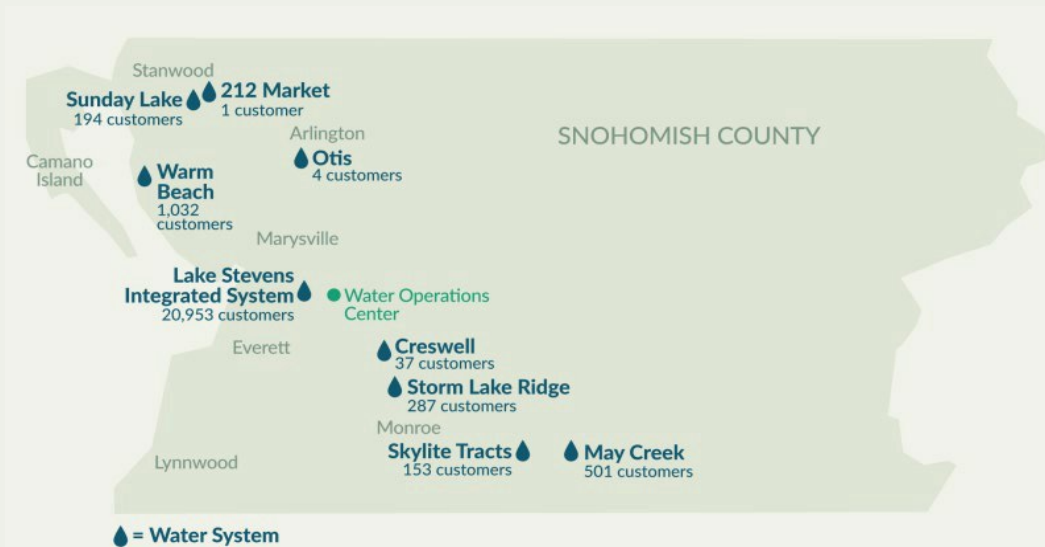 Stanwood
Sunday Lake
194 customers
212 Market
1 customer
Arlington
SNOHOMISH COUNTY
Otis
4 customers
Camano
Island
Warm
Beach
1,032
customers
Marysville
Lake Stevens
Integrated System
20,953 customers
Water Operations
Center
Everett
Creswell
37 customers
Storm Lake Ridge
287 customers
Monroe
Skylite Tracts
153 customers
May Creek
501 customers
Lynnwood
= Water System